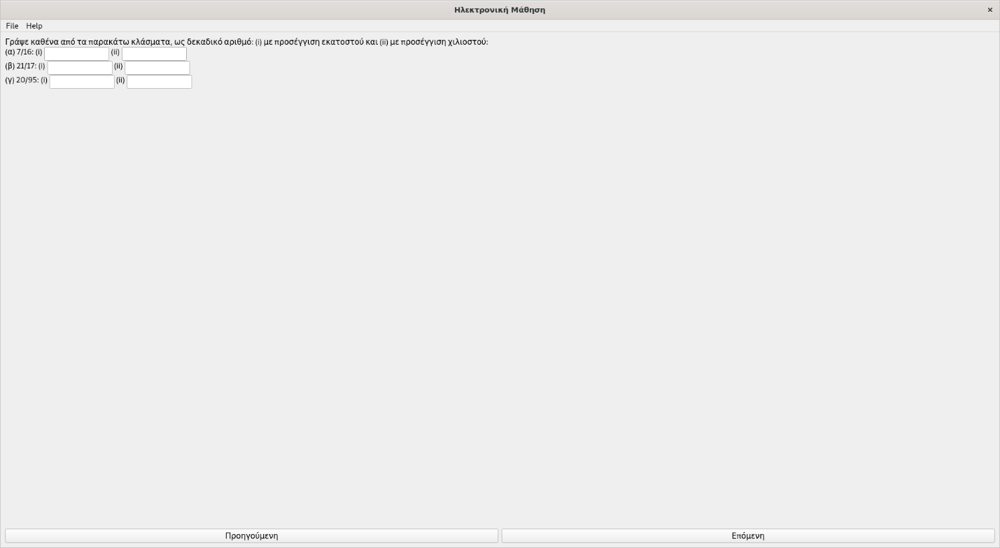 Ηλεκτρονική Μάθηση ×
File Help
Γράψε καθένα από τα παρακάτω κλάσματα, ως δεκαδικό αριθμό: (i) με προσέγγιση εκατοστού και (ii) με προσέγγιση χιλιοστού:
(α) 7/16: (i) (ii)
(β) 21/17: (i) (ii)
(γ) 20/95: (i) (ii)
Προηγούμενη Επόμενη